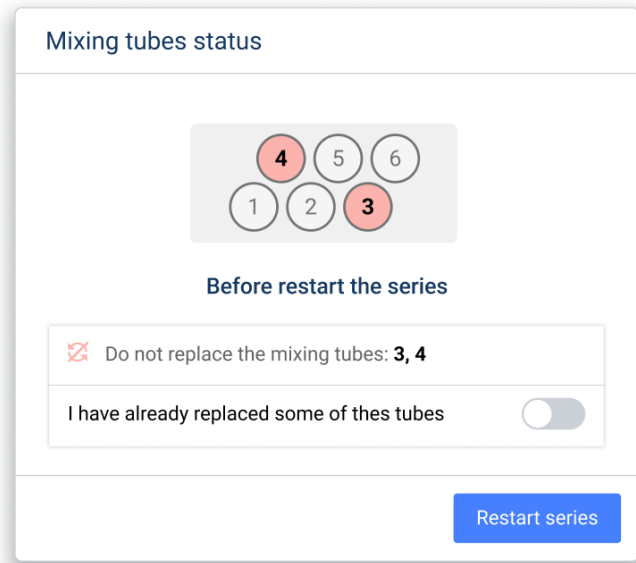 Mixing tubes status
4 5 6
1 2 3
Before restart the series
Do not replace the mixing tubes: 3, 4
I have already replaced some of thes tubes
Restart series